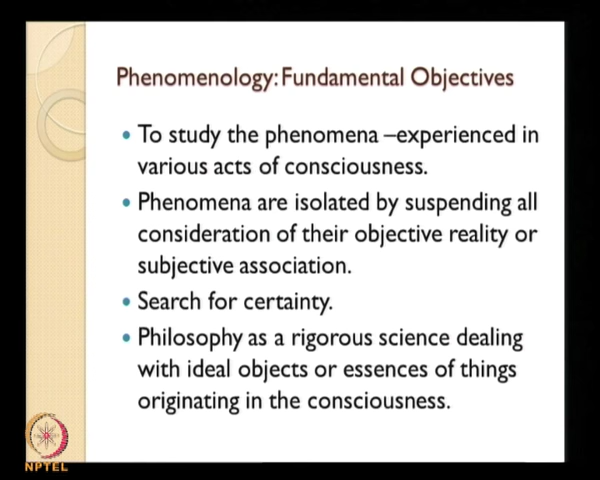 Phenomenology: Fundamental Objectives
To study the phenomena –experienced in
various acts of consciousness.
Phenomena are isolated by suspending all
consideration of their objective reality or
subjective association.
Search for certainty.
Philosophy as a rigorous science dealing
with ideal objects or essences of things
originating in the consciousness.
NPTEL